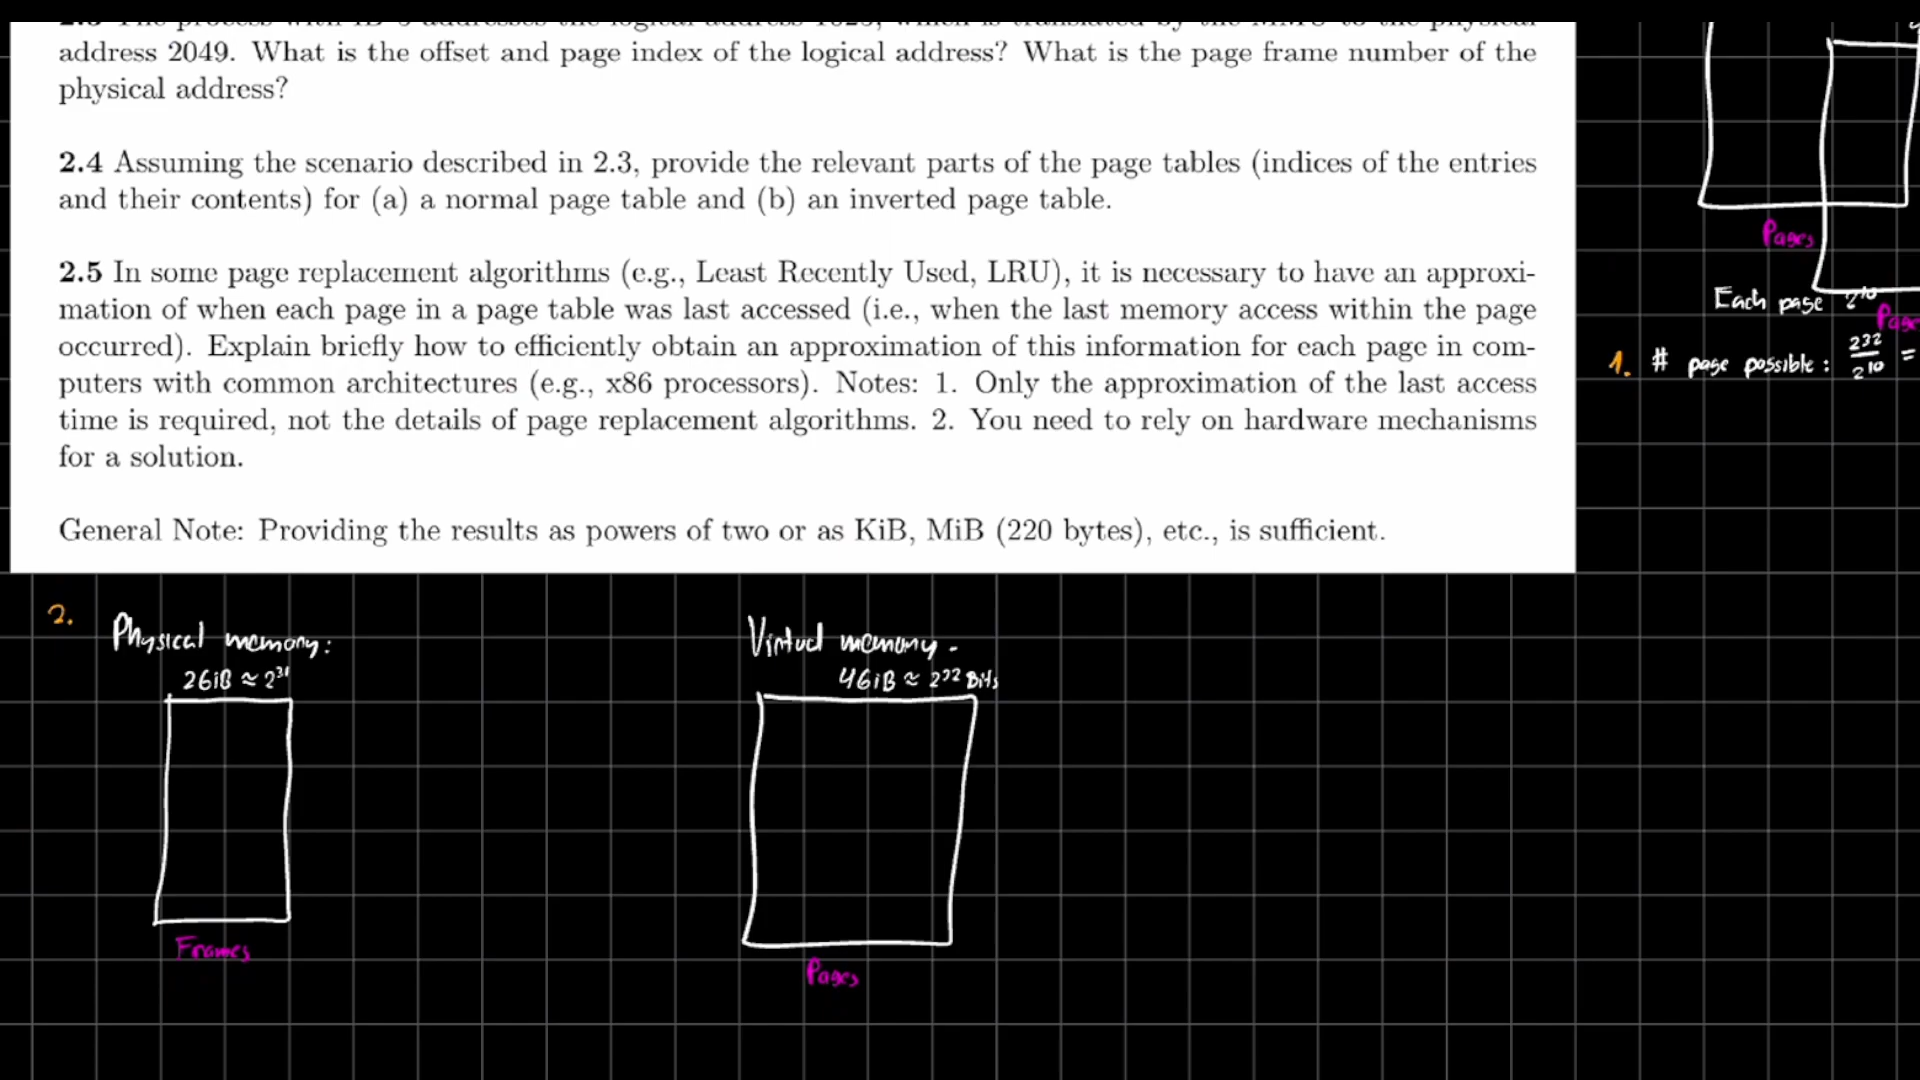 address 2049. What is the offset and page index of the logical address? What is the page frame number of the
physical address?
2.4 Assuming the scenario described in 2.3, provide the relevant parts of the page tables (indices of the entries
and their contents) for (a) a normal page table and (b) an inverted page table.
2.5 In some page replacement algorithms (e.g., Least Recently Used, LRU), it is necessary to have an approxi-
mation of when each page in a page table was last accessed (i.e., when the last memory access within the page
occurred). Explain briefly how to efficiently obtain an approximation of this information for each page in com-
puters with common architectures (e.g., x86 processors). Notes: 1. Only the approximation of the last access
time is required, not the details of page replacement algorithms. 2. You need to rely on hardware mechanisms
for a solution.
General Note: Providing the results as powers of two or as KiB, MiB (220 bytes), etc., is sufficient.
Pages
Each page 2^10
Page
1. # page possible: 2^32 / 2^10 =
2. Physical memory:
2GiB ≈ 2^31
Frames
Virtual memory.
4GiB ≈ 2^32 Bits
Pages